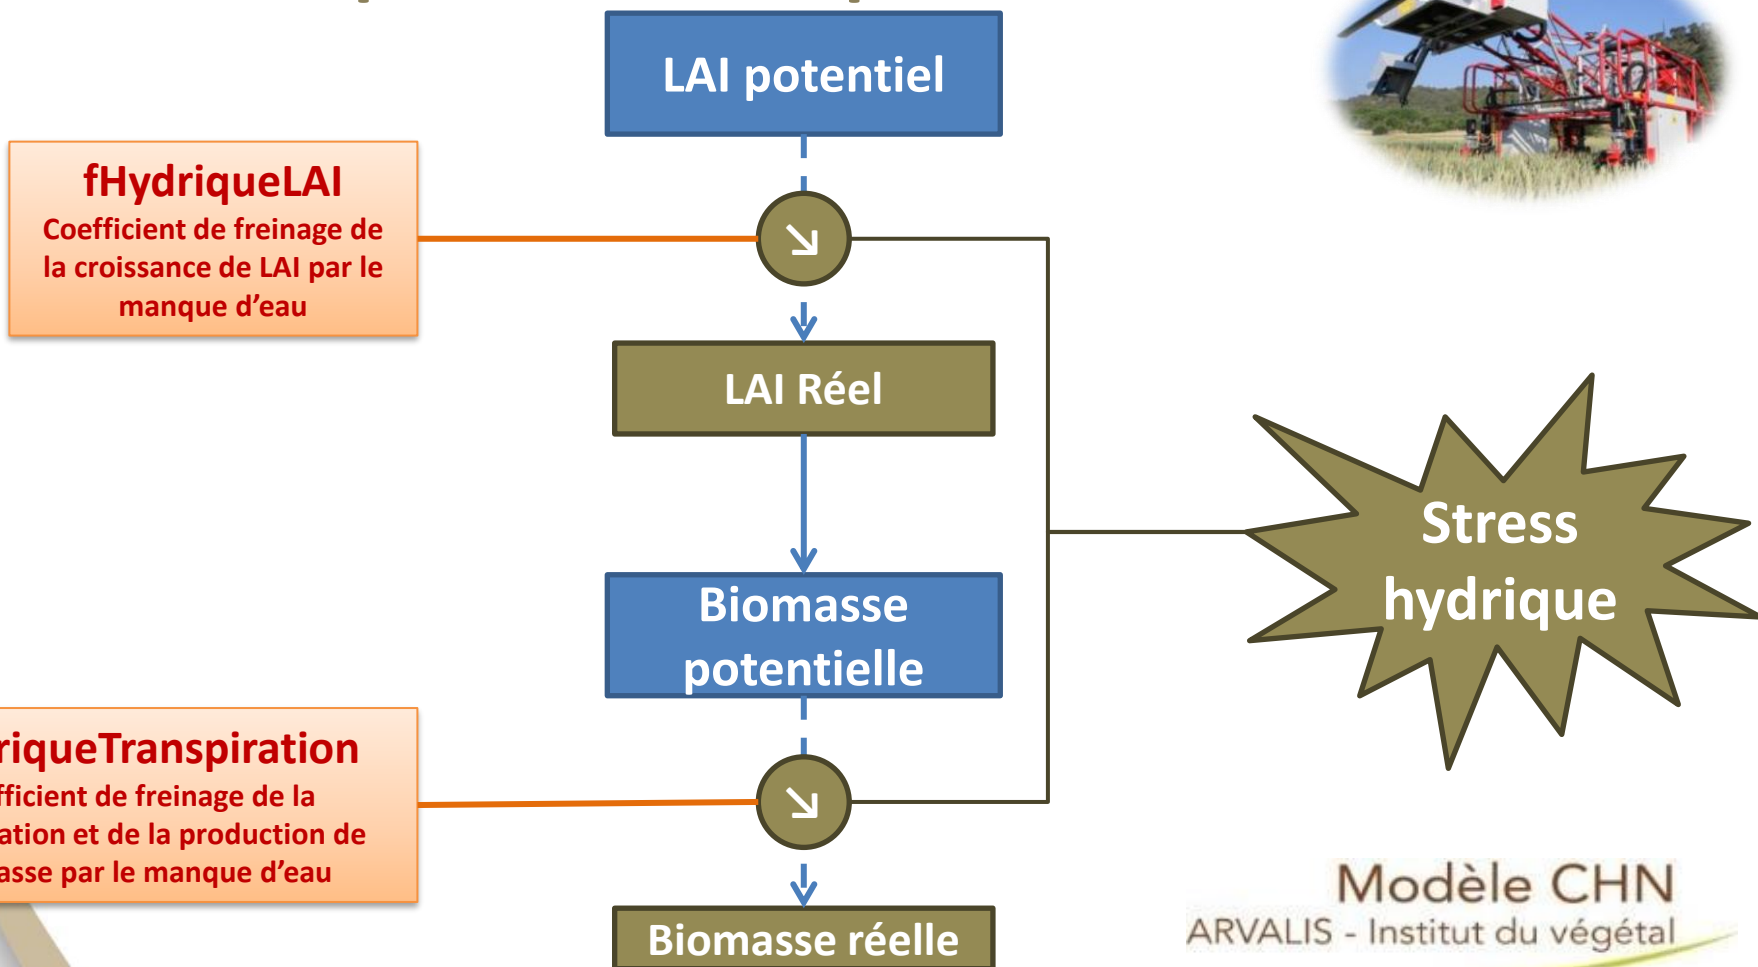 LAI potentiel
fHydriqueLAI
Coefficient de freinage de
la croissance de LAI par le
manque d'eau
LAI Réel
Stress
hydrique
Biomasse
potentielle
riqueTranspiration
fficient de freinage de la
ation et de la production de
asse par le manque d'eau
Biomasse réelle
Modèle CHN
ARVALIS - Institut du végétal